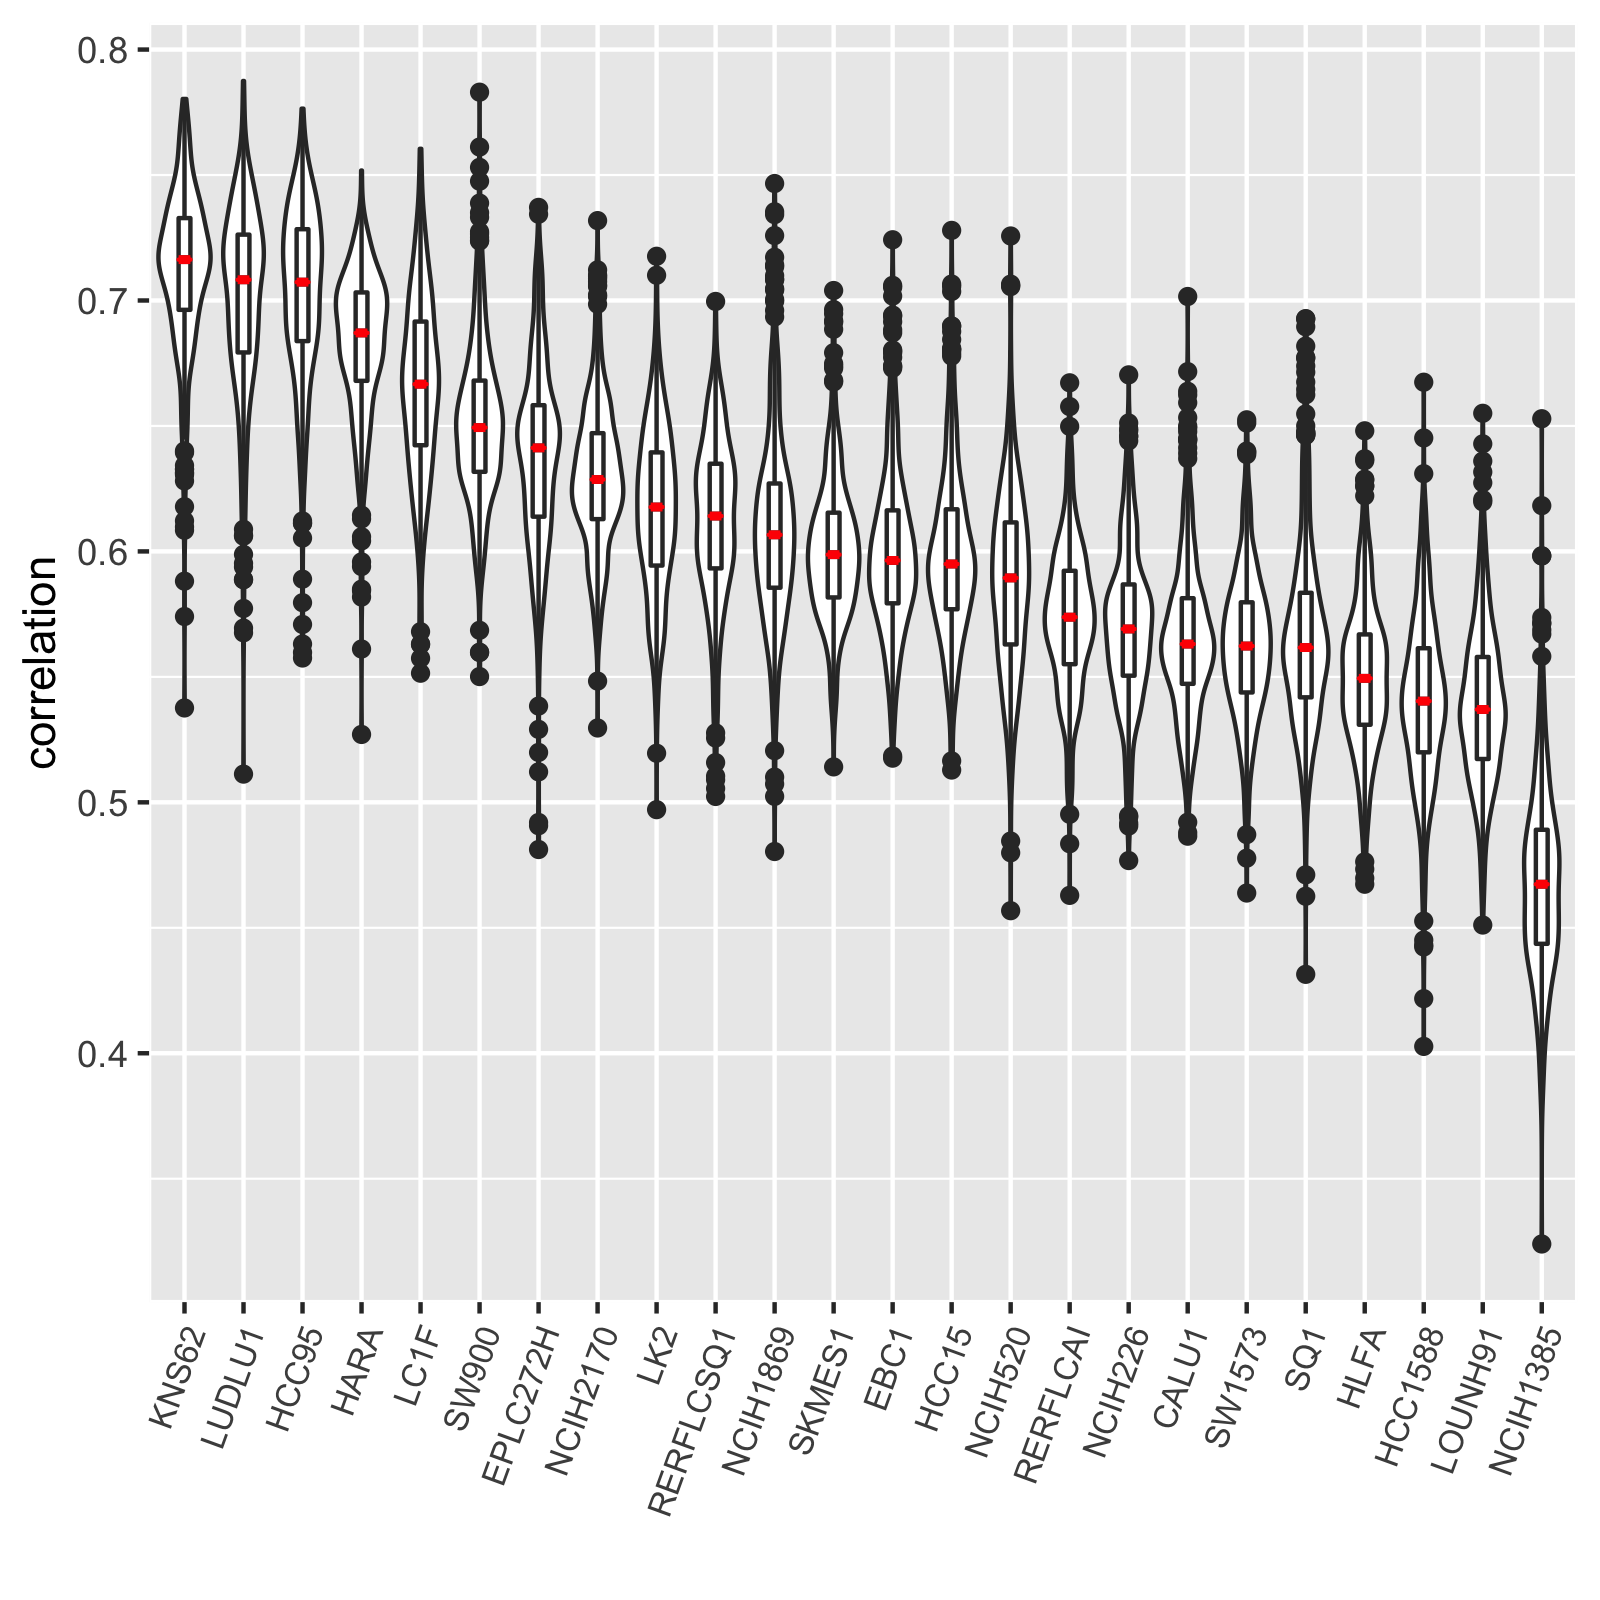 0.8
0.7
0.6
0.5
0.4
correlation
KNS62
LUDLU1
HCC95
HARA
LC1F
SW900
EPLC272H
NCIH2170
LK2
RERFLCSQ1
NCIH1869
SKMES1
EBC1
HCC15
NCIH520
RERFLCAI
NCIH226
CALU1
SW1573
SQ1
HLFA
HCC1588
LOUNH91
NCIH1385